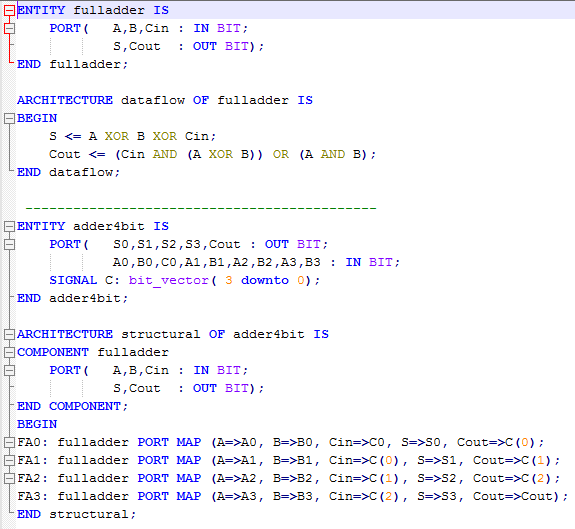 ENTITY fulladder IS
    PORT(   A,B,Cin : IN BIT;
            S,Cout  : OUT BIT);
END fulladder;

ARCHITECTURE dataflow OF fulladder IS
BEGIN
    S <= A XOR B XOR Cin;
    Cout <= (Cin AND (A XOR B)) OR (A AND B);
END dataflow;

 --------------------------------------------
ENTITY adder4bit IS
    PORT(   S0,S1,S2,S3,Cout : OUT BIT;
            A0,B0,C0,A1,B1,A2,B2,A3,B3 : IN BIT;
    SIGNAL C: bit_vector( 3 downto 0);
END adder4bit;

ARCHITECTURE structural OF adder4bit IS
COMPONENT fulladder
    PORT(   A,B,Cin : IN BIT;
            S,Cout  : OUT BIT);
END COMPONENT;
BEGIN
FA0: fulladder PORT MAP (A=>A0, B=>B0, Cin=>C0, S=>S0, Cout=>C(0);
FA1: fulladder PORT MAP (A=>A1, B=>B1, Cin=>C(0), S=>S1, Cout=>C(1);
FA2: fulladder PORT MAP (A=>A2, B=>B2, Cin=>C(1), S=>S2, Cout=>C(2);
FA3: fulladder PORT MAP (A=>A3, B=>B3, Cin=>C(2), S=>S3, Cout=>Cout);
END structural;